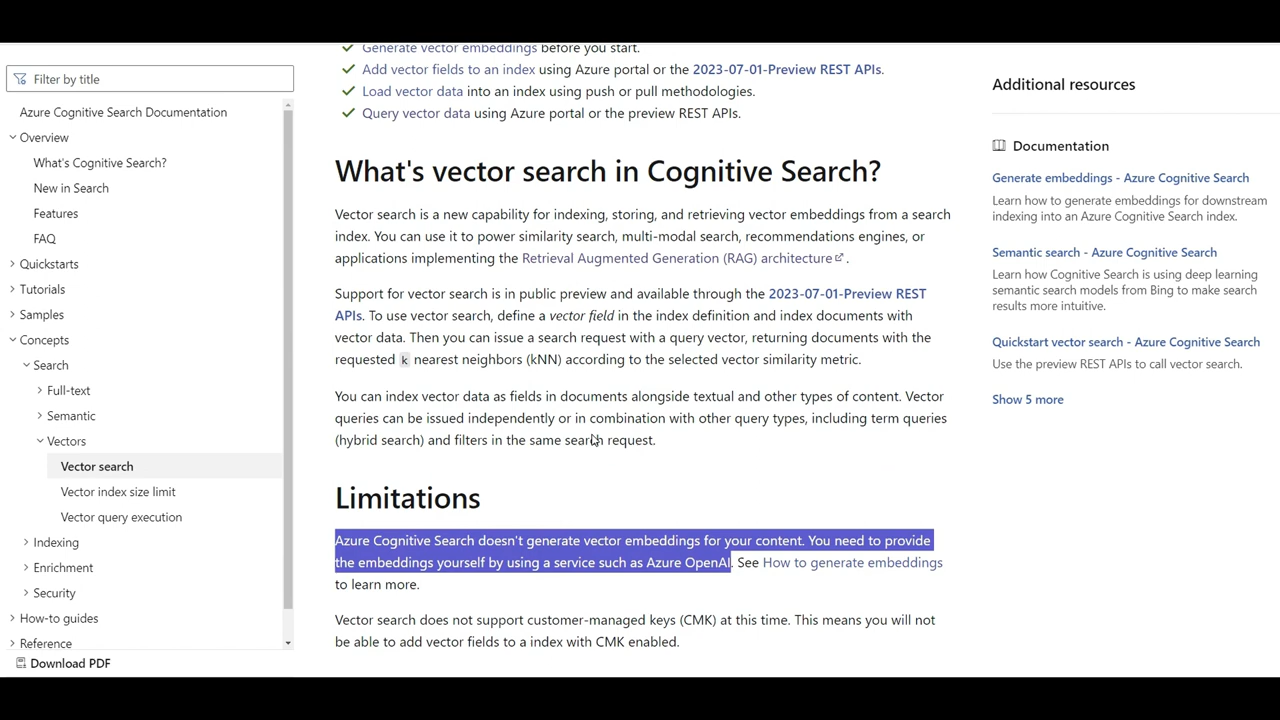 Filter by title
Azure Cognitive Search Documentation
Overview
What's Cognitive Search?
New in Search
Features
FAQ
Quickstarts
Tutorials
Samples
Concepts
Search
Full-text
Semantic
Vectors
Vector search
Vector index size limit
Vector query execution
Indexing
Enrichment
Security
How-to guides
Reference
Download PDF
Generate vector embeddings before you start.
Add vector fields to an index using Azure portal or the 2023-07-01-Preview REST APIs.
Load vector data into an index using push or pull methodologies.
Query vector data using Azure portal or the preview REST APIs.
What's vector search in Cognitive Search?
Vector search is a new capability for indexing, storing, and retrieving vector embeddings from a search
index. You can use it to power similarity search, multi-modal search, recommendations engines, or
applications implementing the Retrieval Augmented Generation (RAG) architecture.
Support for vector search is in public preview and available through the 2023-07-01-Preview REST
APIs. To use vector search, define a vector field in the index definition and index documents with
vector data. Then you can issue a search request with a query vector, returning documents with the
requested k nearest neighbors (kNN) according to the selected vector similarity metric.
You can index vector data as fields in documents alongside textual and other types of content. Vector
queries can be issued independently or in combination with other query types, including term queries
(hybrid search) and filters in the same search request.
Limitations
Azure Cognitive Search doesn't generate vector embeddings for your content. You need to provide
the embeddings yourself by using a service such as Azure OpenAI. See How to generate embeddings
to learn more.
Vector search does not support customer-managed keys (CMK) at this time. This means you will not
be able to add vector fields to a index with CMK enabled.
Additional resources
Documentation
Generate embeddings - Azure Cognitive Search
Learn how to generate embeddings for downstream
indexing into an Azure Cognitive Search index.
Semantic search - Azure Cognitive Search
Learn how Cognitive Search is using deep learning
semantic search models from Bing to make search
results more intuitive.
Quickstart vector search - Azure Cognitive Search
Use the preview REST APIs to call vector search.
Show 5 more